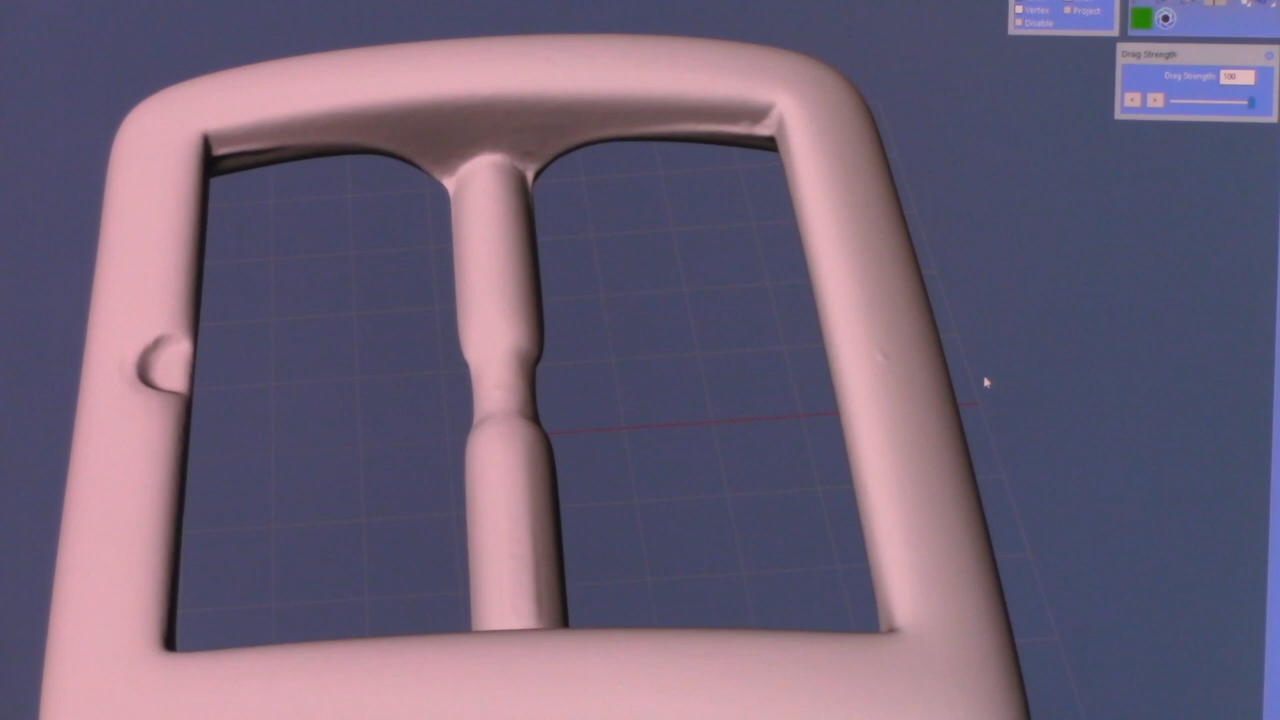 Vertex
Project
Disable
Drag Strength
Drag Strength: 100
< >